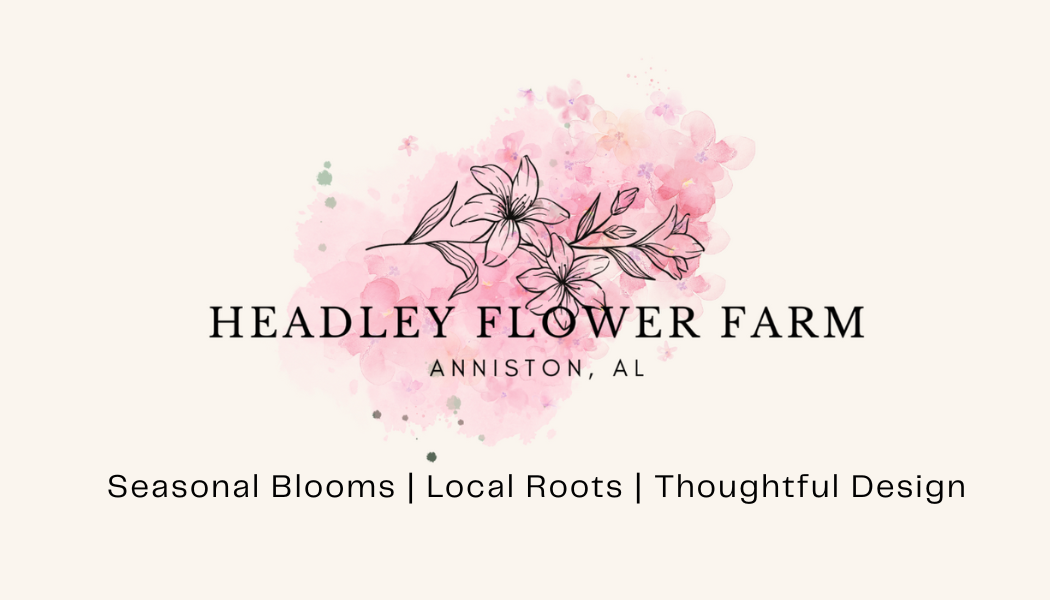 HEADLEY FLOWER FARM
ANNISTON, AL
Seasonal Blooms | Local Roots | Thoughtful Design